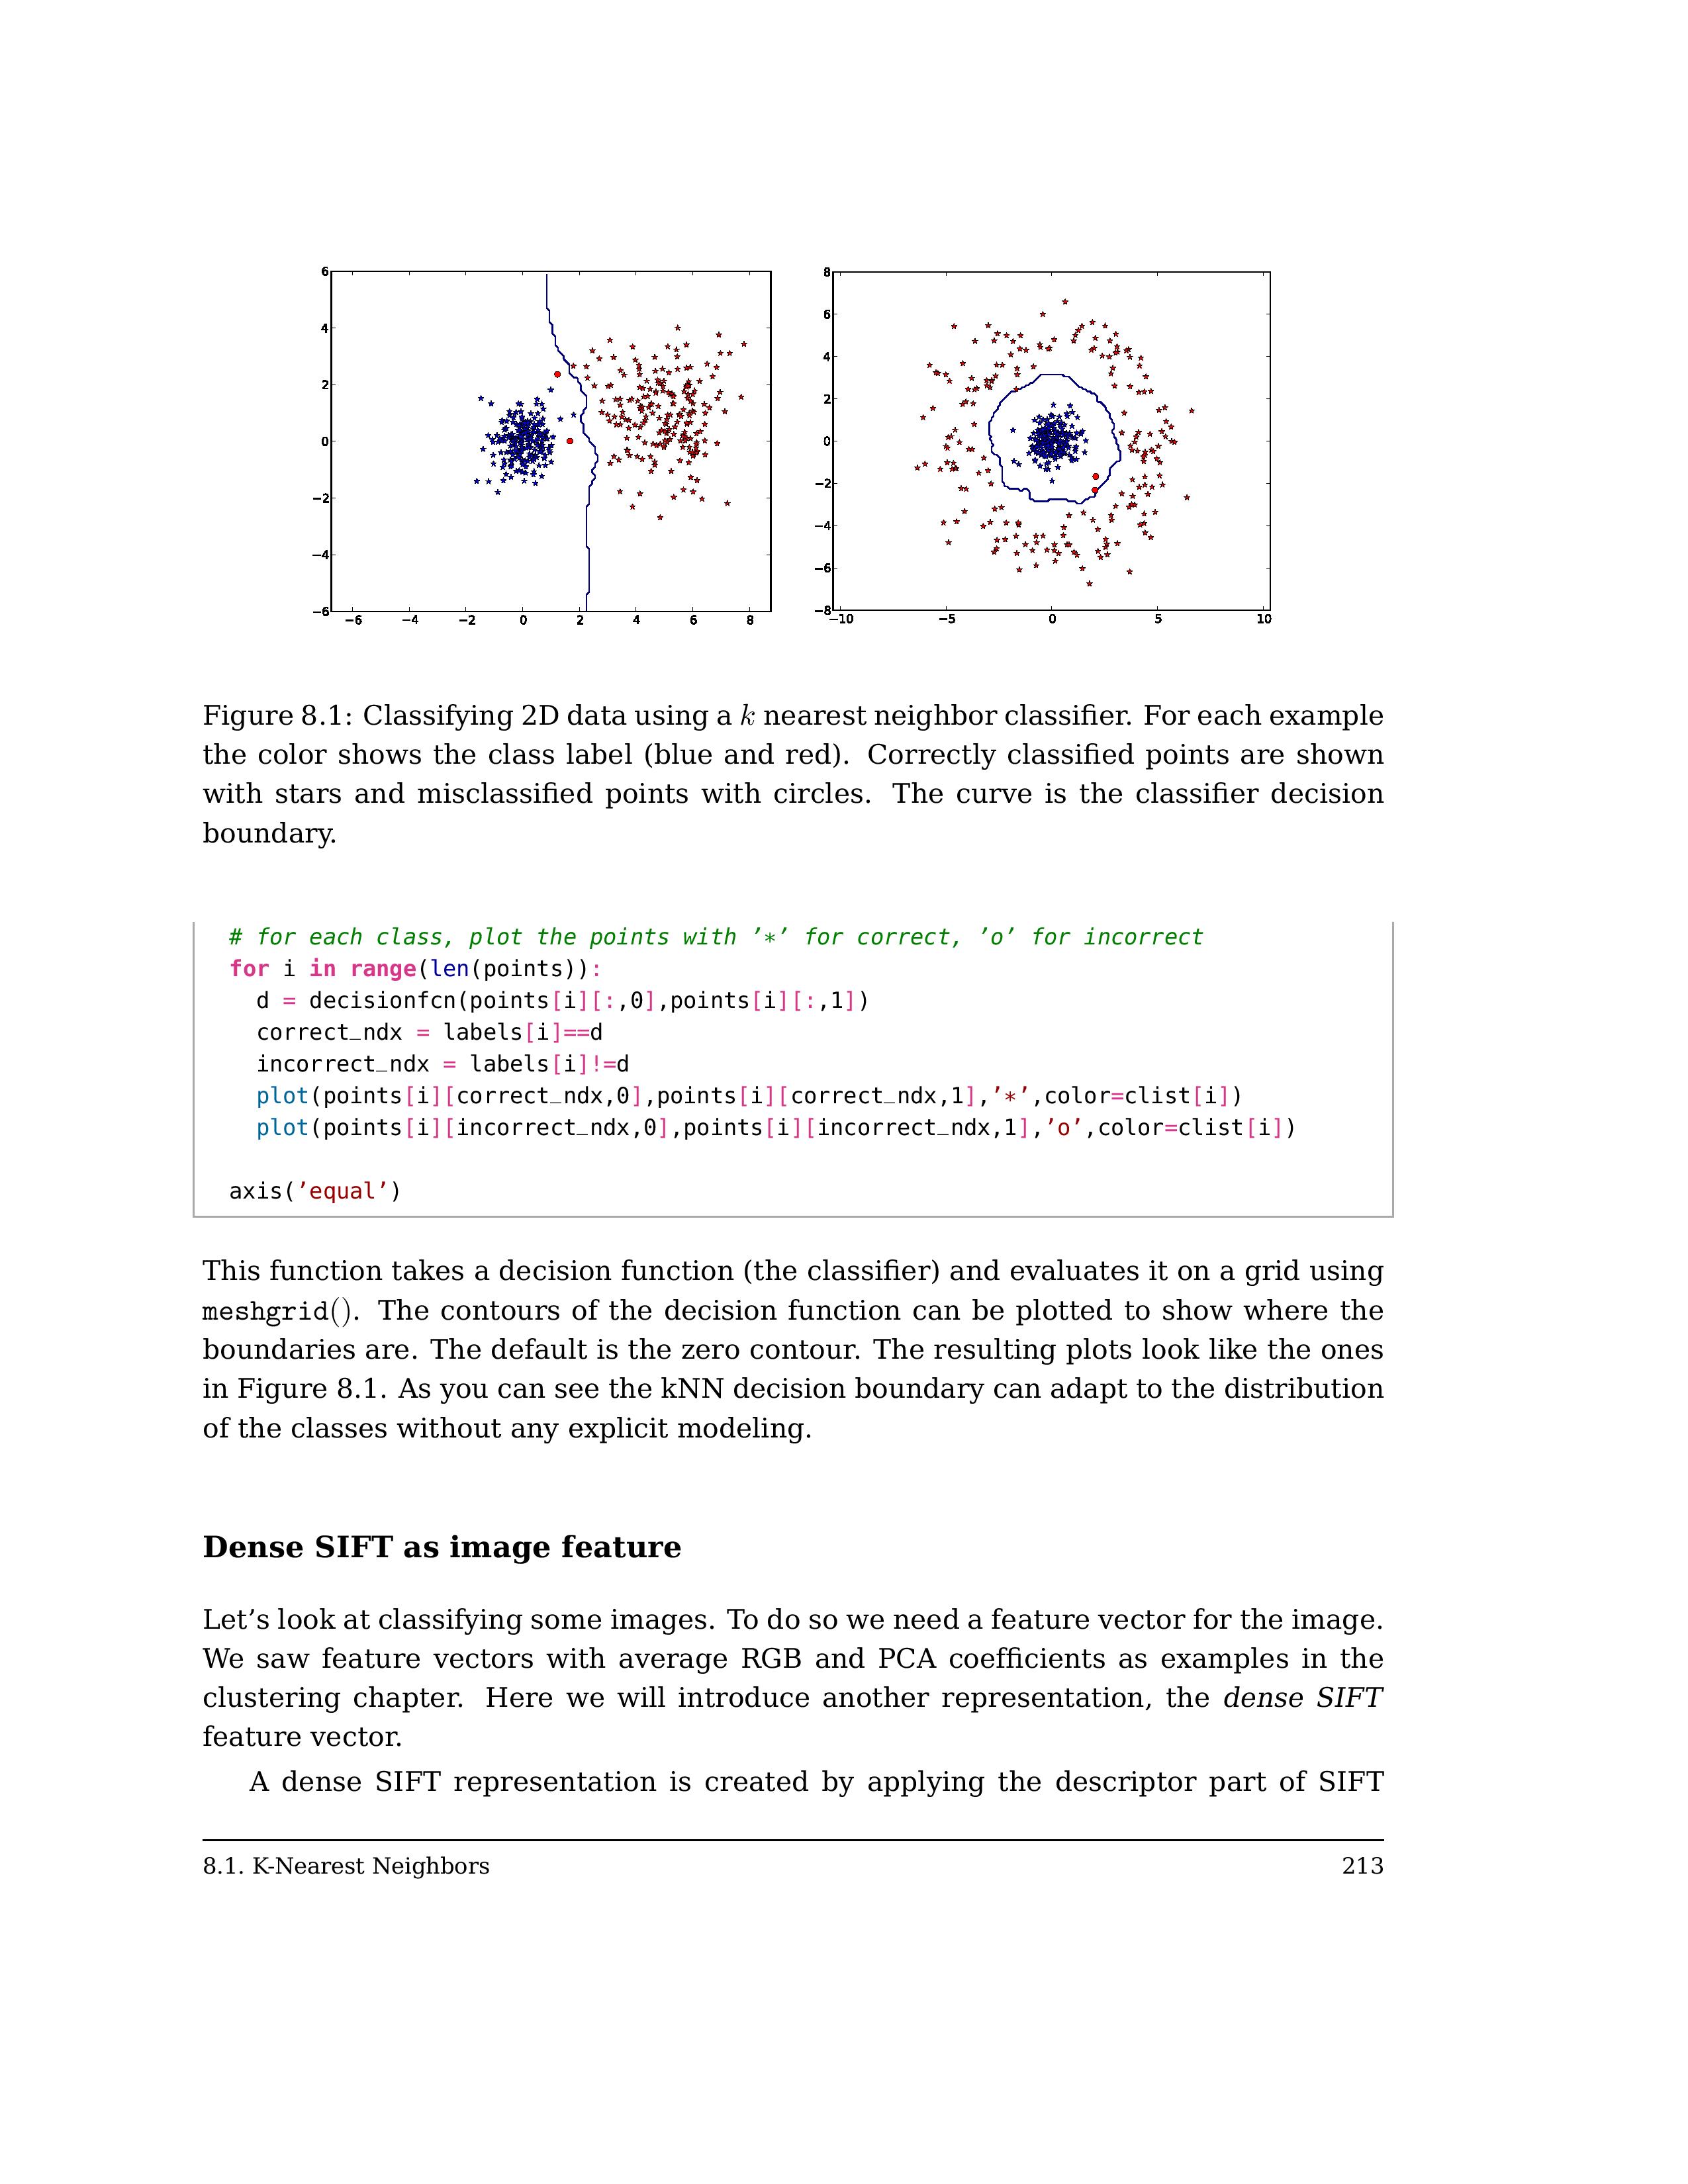 6
4
2
0
−2
−4
−6
−6 −4 −2 0 2 4 6 8
8
6
4
2
0
−2
−4
−6
−8
−10 −5 0 5 10
Figure 8.1: Classifying 2D data using a k nearest neighbor classifier. For each example
the color shows the class label (blue and red). Correctly classified points are shown
with stars and misclassified points with circles. The curve is the classifier decision
boundary.
# for each class, plot the points with ’*’ for correct, ’o’ for incorrect
for i in range(len(points)):
  d = decisionfcn(points[i][:,0],points[i][:,1])
  correct_ndx = labels[i]==d
  incorrect_ndx = labels[i]!=d
  plot(points[i][correct_ndx,0],points[i][correct_ndx,1],’*’,color=clist[i])
  plot(points[i][incorrect_ndx,0],points[i][incorrect_ndx,1],’o’,color=clist[i])
axis(’equal’)
This function takes a decision function (the classifier) and evaluates it on a grid using
meshgrid(). The contours of the decision function can be plotted to show where the
boundaries are. The default is the zero contour. The resulting plots look like the ones
in Figure 8.1. As you can see the kNN decision boundary can adapt to the distribution
of the classes without any explicit modeling.
Dense SIFT as image feature
Let’s look at classifying some images. To do so we need a feature vector for the image.
We saw feature vectors with average RGB and PCA coefficients as examples in the
clustering chapter. Here we will introduce another representation, the dense SIFT
feature vector.
A dense SIFT representation is created by applying the descriptor part of SIFT
8.1. K-Nearest Neighbors 213